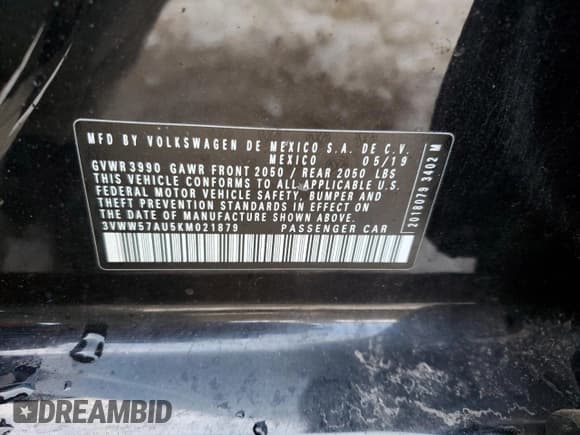 MFD BY VOLKSWAGEN DE MEXICO S.A. DE C.V.
MEXICO 05/19
GVWR3990 GAWR FRONT 2050 / REAR 2050 LBS
THIS VEHICLE CONFORMS TO ALL APPLICABLE U.S.
FEDERAL MOTOR VEHICLE SAFETY, BUMPER AND
THEFT PREVENTION STANDARDS IN EFFECT ON
THE DATE OF MANUFACTURE SHOWN ABOVE.
3VWW57AU5KM021879 PASSENGER CAR
2018079 3402 M
DREAMBID